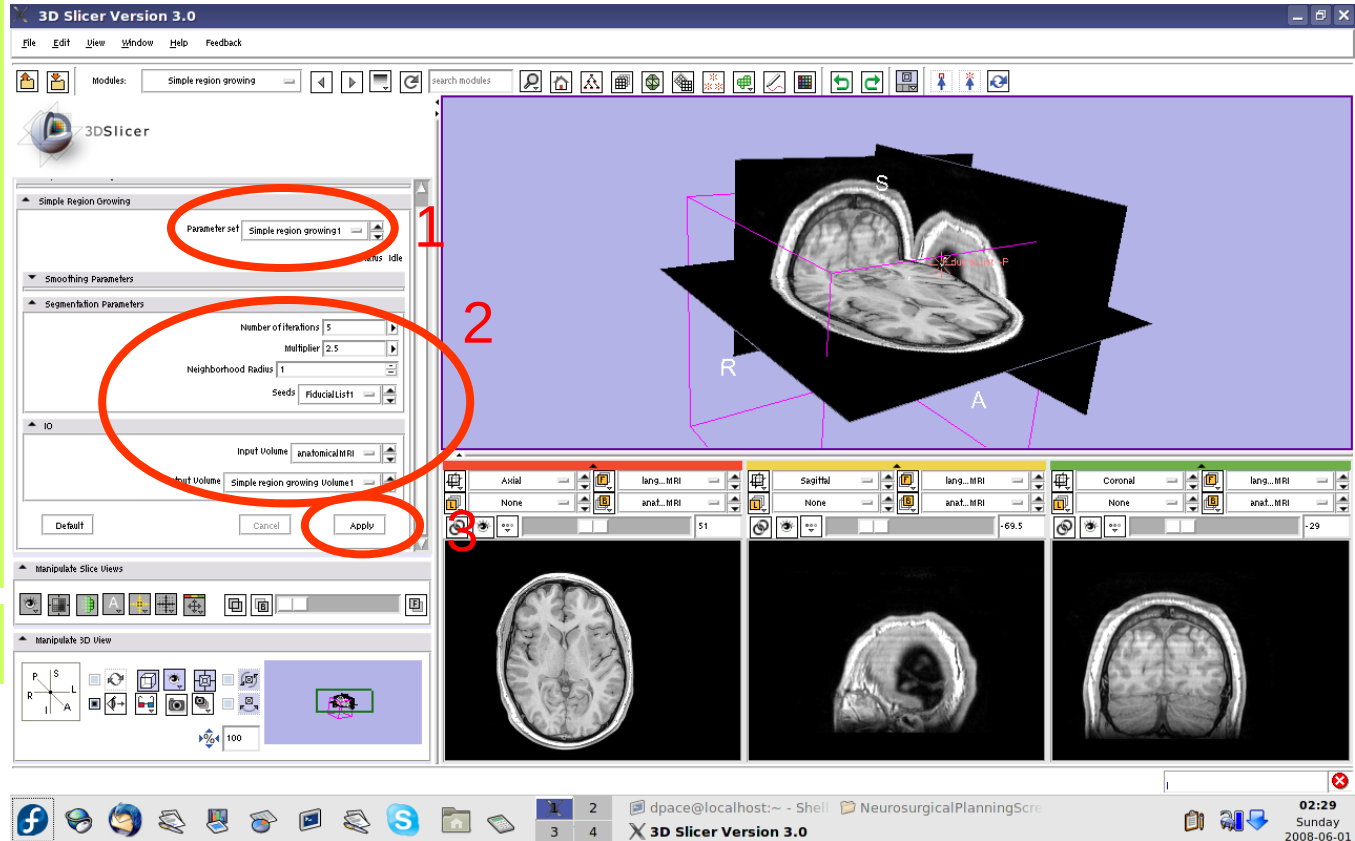 3D Slicer Version 3.0
File Edit View Window Help Feedback
Modules: Simple region growing search modules
3DSlicer
Simple Region Growing
Parameter set Simple region growing1
1
Status Idle
Smoothing Parameters
Segmentation Parameters
2
Number of iterations 5
Multiplier 2.5
Neighborhood Radius 1
Seeds FiducialList1
IO
Input Volume anatomicalMRI
Output Volume Simple region growing Volume1
Default Cancel Apply
3
S
R
A
Axial lang...MRI
None anat...MRI
51
Sagittal lang...MRI
None anat...MRI
-69.5
Coronal lang...MRI
None anat...MRI
-29
Manipulate Slice Views
Manipulate 3D View
P S
R L
I A
100
1 2
3 4
dpace@localhost:~ - Shell NeurosurgicalPlanningScre
3D Slicer Version 3.0
02:29
Sunday
2008-06-01